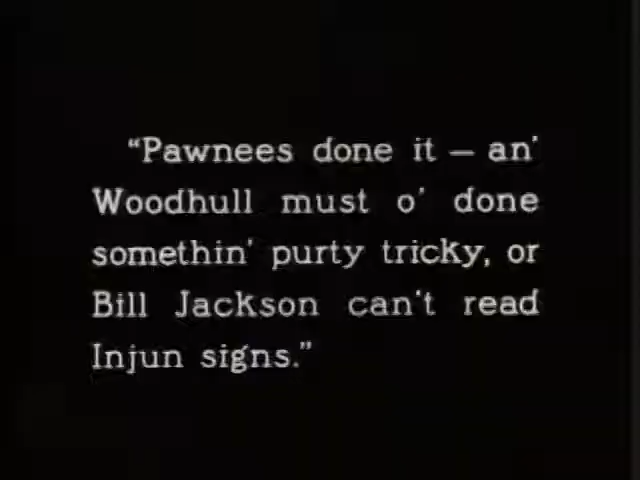 “Pawnees done it — an’
Woodhull must o’ done
somethin’ purty tricky, or
Bill Jackson can’t read
Injun signs.”